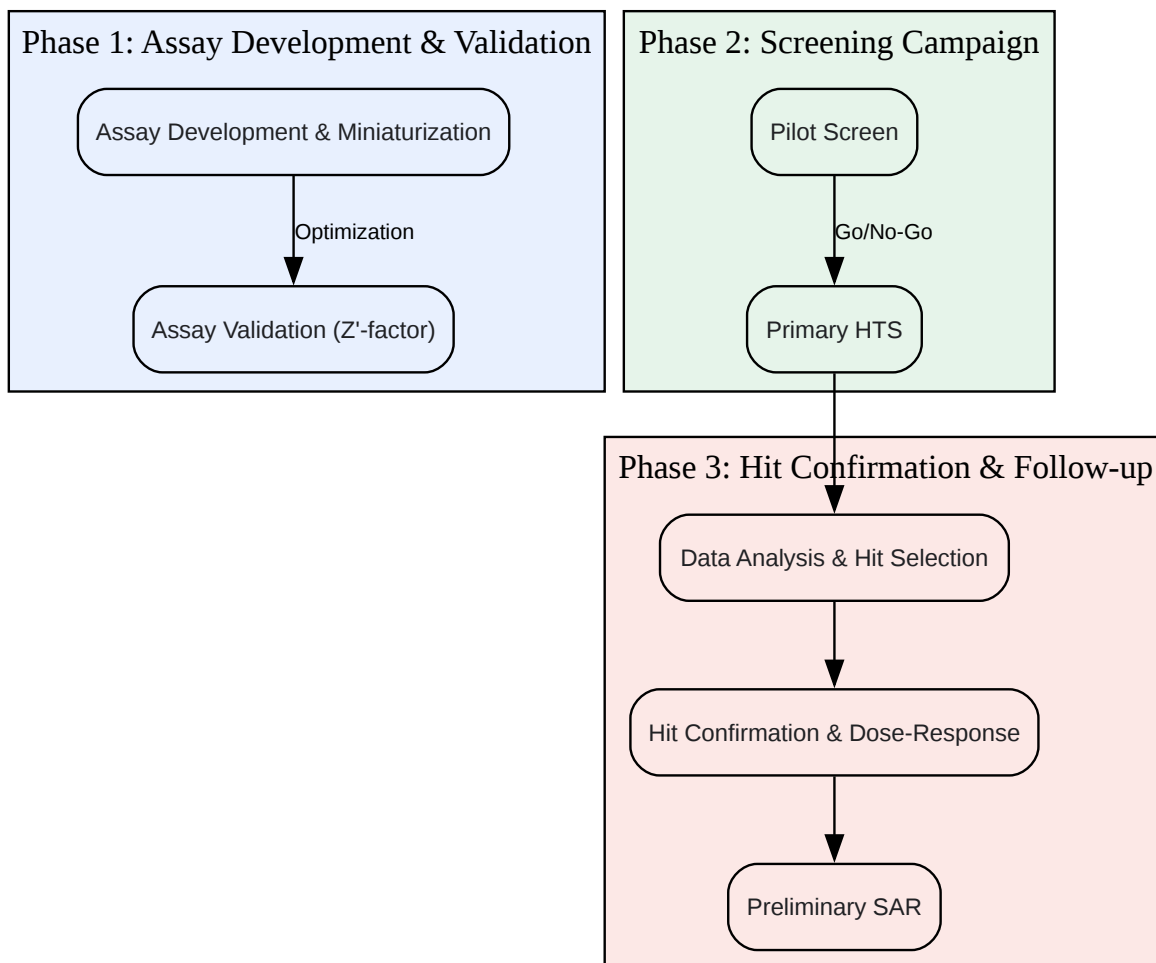 Phase 1: Assay Development & Validation
Assay Development & Miniaturization
Optimization
Assay Validation (Z'-factor)
Phase 2: Screening Campaign
Pilot Screen
Go/No-Go
Primary HTS
Phase 3: Hit Confirmation & Follow-up
Data Analysis & Hit Selection
Hit Confirmation & Dose-Response
Preliminary SAR